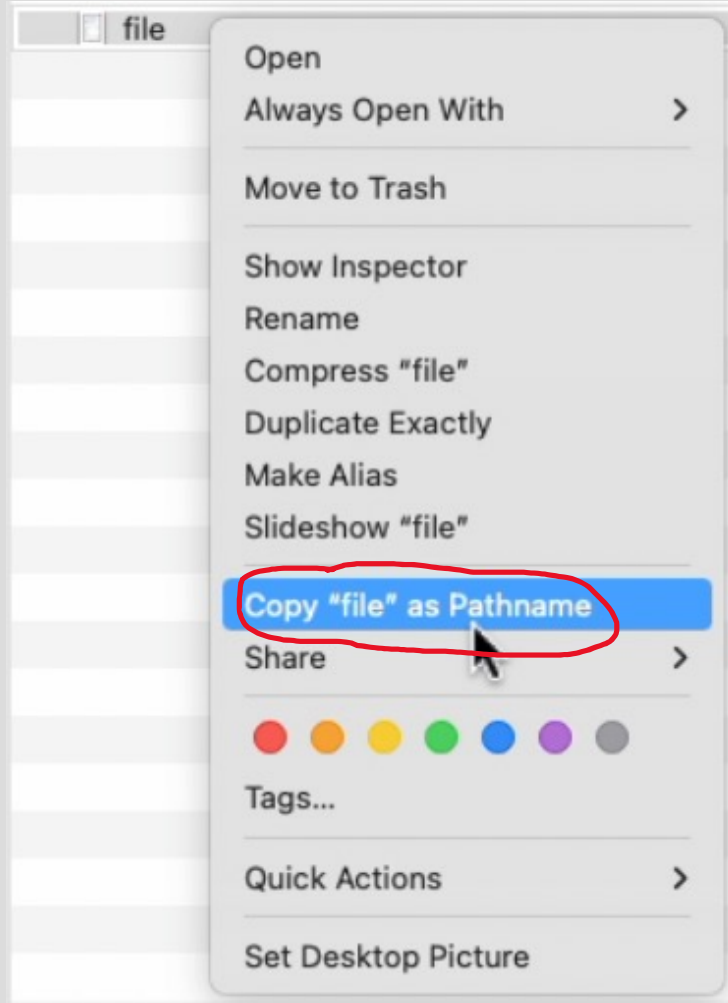 file
Open
Always Open With
Move to Trash
Show Inspector
Rename
Compress “file”
Duplicate Exactly
Make Alias
Slideshow “file”
Copy “file” as Pathname
Share
Tags...
Quick Actions
Set Desktop Picture